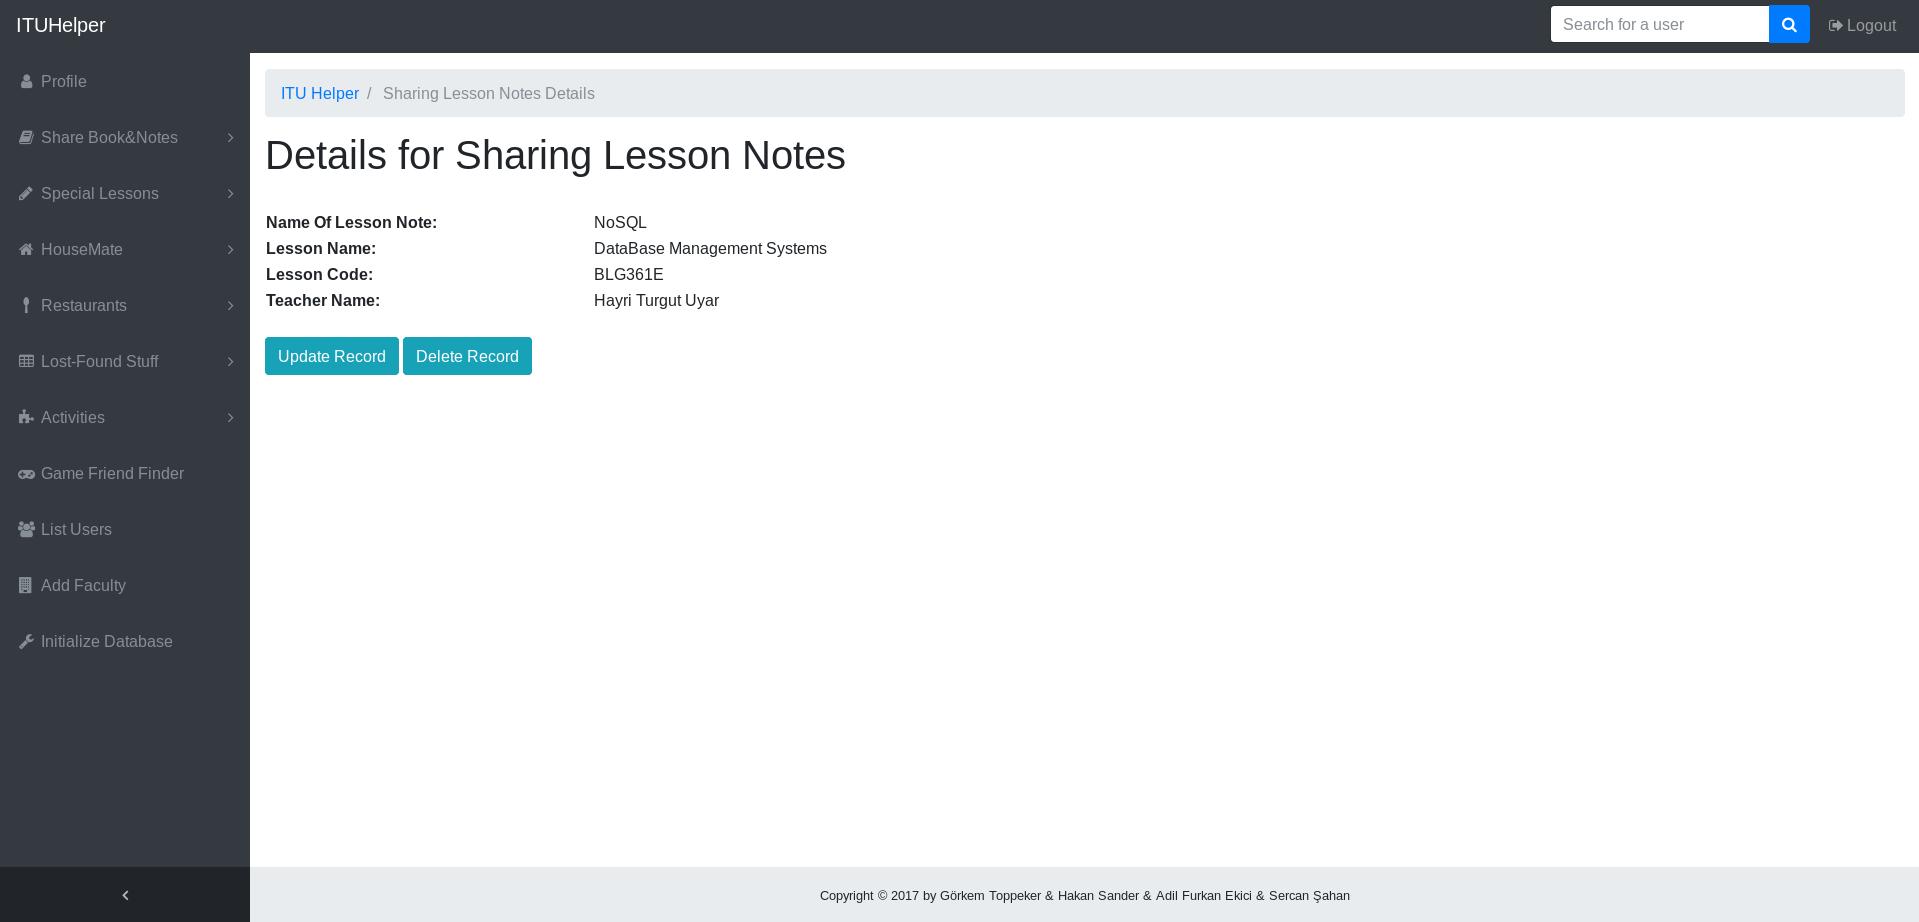 ITUHelper
Search for a user
Logout
Profile
Share Book&Notes
Special Lessons
HouseMate
Restaurants
Lost-Found Stuff
Activities
Game Friend Finder
List Users
Add Faculty
Initialize Database
ITU Helper / Sharing Lesson Notes Details
Details for Sharing Lesson Notes
Name Of Lesson Note: NoSQL
Lesson Name: DataBase Management Systems
Lesson Code: BLG361E
Teacher Name: Hayri Turgut Uyar
Update Record Delete Record
Copyright © 2017 by Görkem Toppeker & Hakan Sander & Adil Furkan Ekici & Sercan Şahan